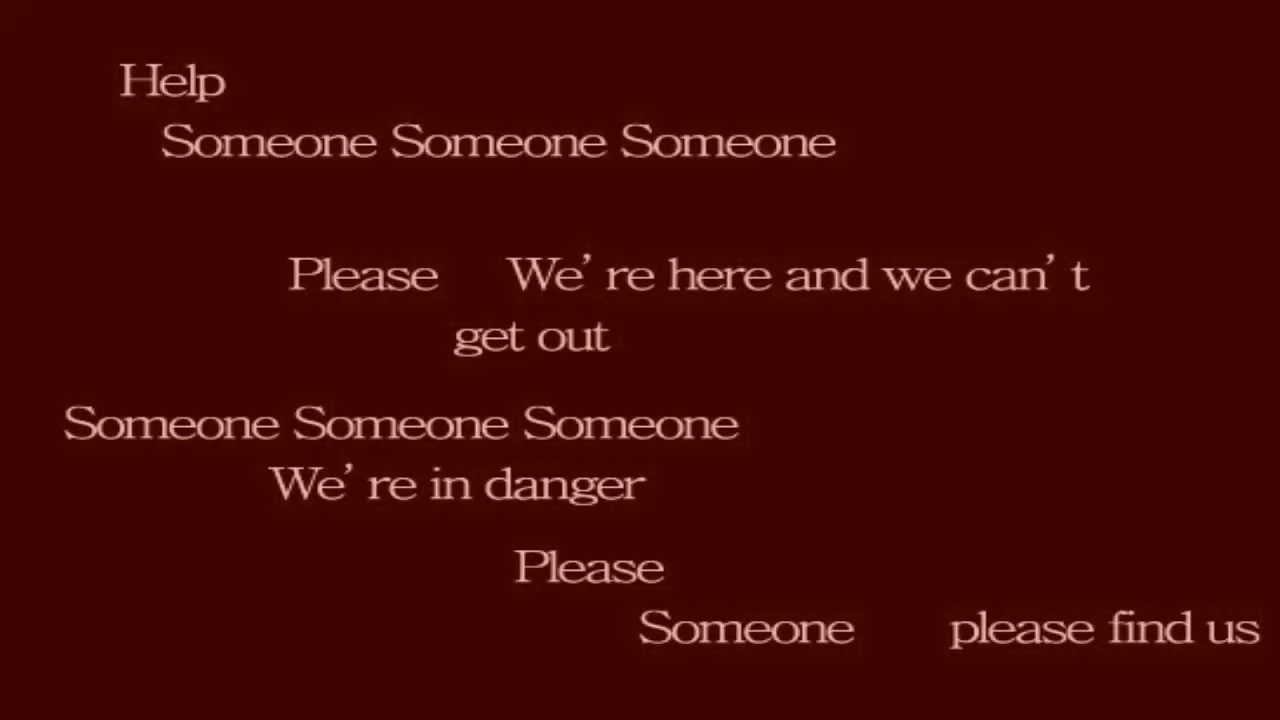 Help
Someone Someone Someone
Please We’ re here and we can’ t
get out
Someone Someone Someone
We’ re in danger
Please
Someone please find us